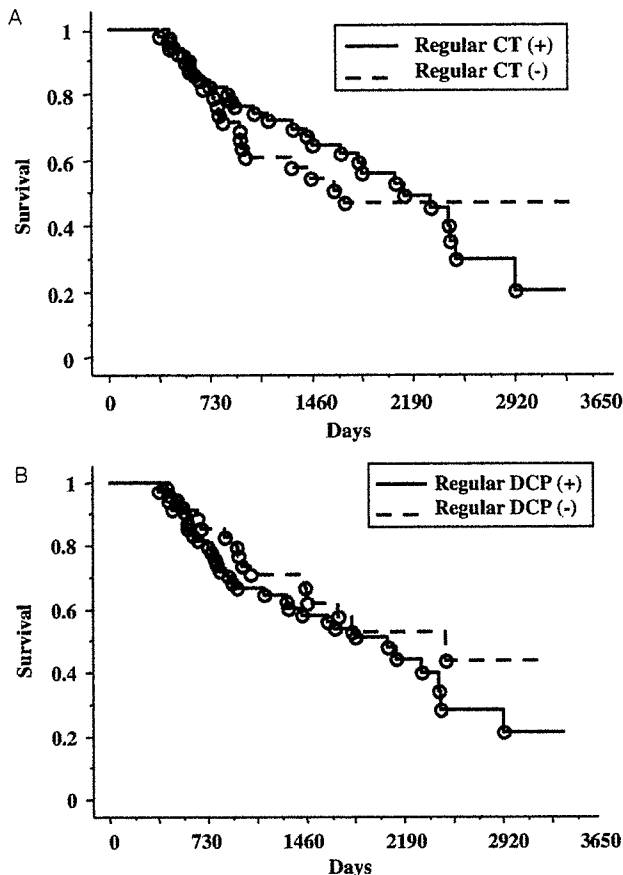 A
Regular CT (+)
Regular CT (-)
1
0.8
0.6
0.4
0.2
0
Survival
0 730 1460 2190 2920 3650
Days
B
Regular DCP (+)
Regular DCP (-)
1
0.8
0.6
0.4
0.2
0
Survival
0 730 1460 2190 2920 3650
Days